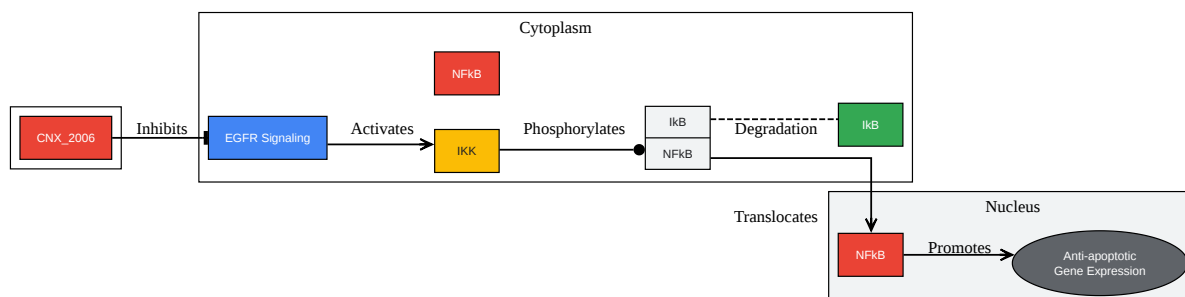 Cytoplasm
NFkB
CNX_2006
Inhibits
EGFR Signaling
Activates
IKK
Phosphorylates
IkB
NFkB
Degradation
IkB
Translocates
Nucleus
NFkB
Promotes
Anti-apoptotic
Gene Expression